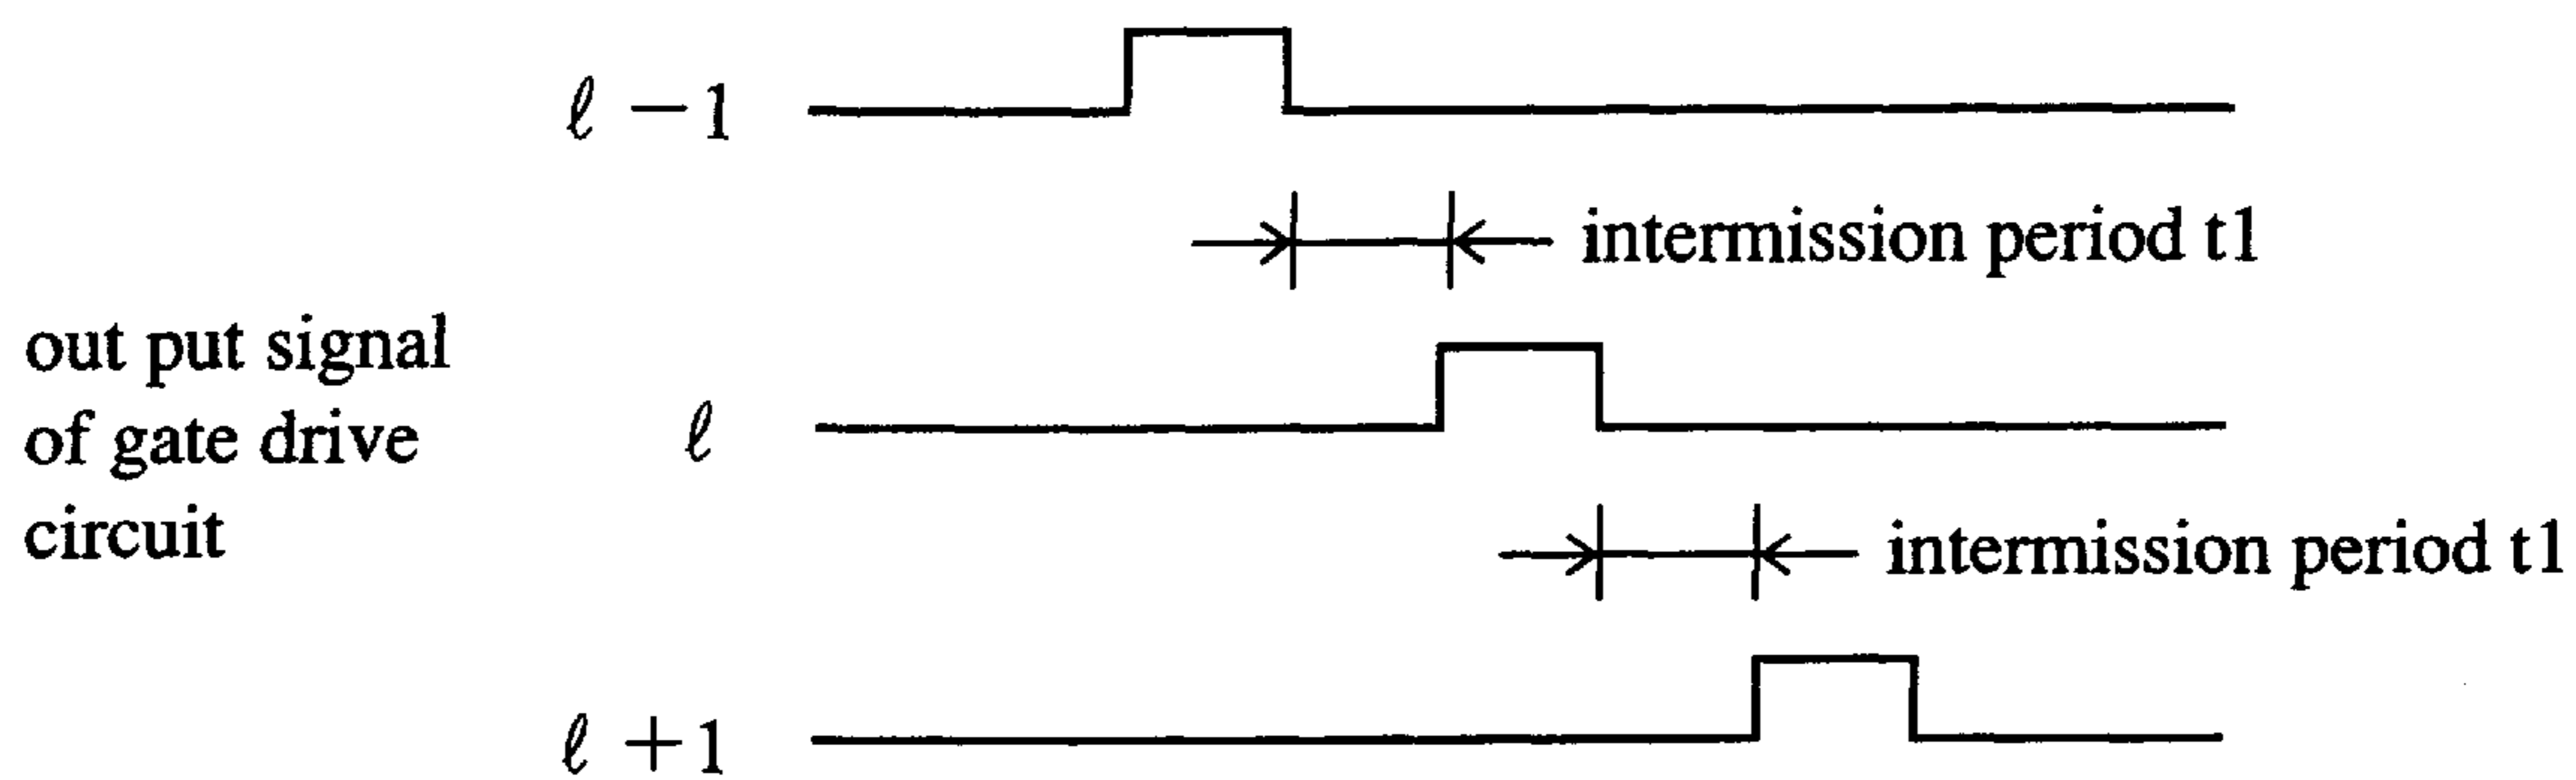 ℓ −1
intermission period t1
out put signal
of gate drive
circuit
ℓ
intermission period t1
ℓ +1